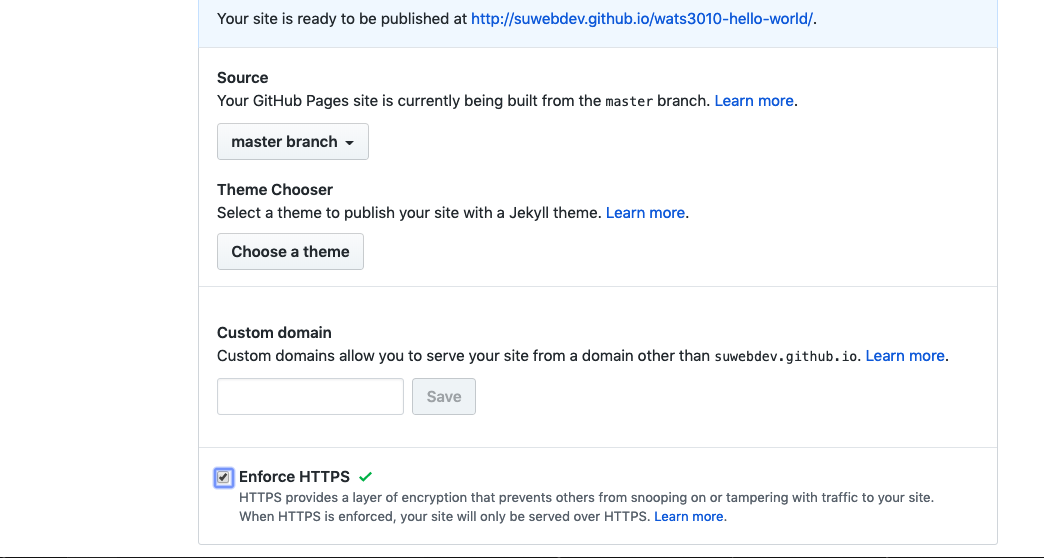 Your site is ready to be published at http://suwebdev.github.io/wats3010-hello-world/.
Source
Your GitHub Pages site is currently being built from the master branch. Learn more.
master branch
Theme Chooser
Select a theme to publish your site with a Jekyll theme. Learn more.
Choose a theme
Custom domain
Custom domains allow you to serve your site from a domain other than suwebdev.github.io. Learn more.
Save
Enforce HTTPS
HTTPS provides a layer of encryption that prevents others from snooping on or tampering with traffic to your site.
When HTTPS is enforced, your site will only be served over HTTPS. Learn more.